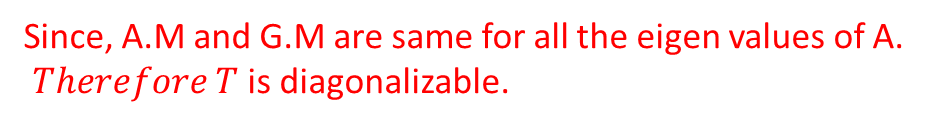 Since, A.M and G.M are same for all the eigen values of A.
Therefore T is diagonalizable.